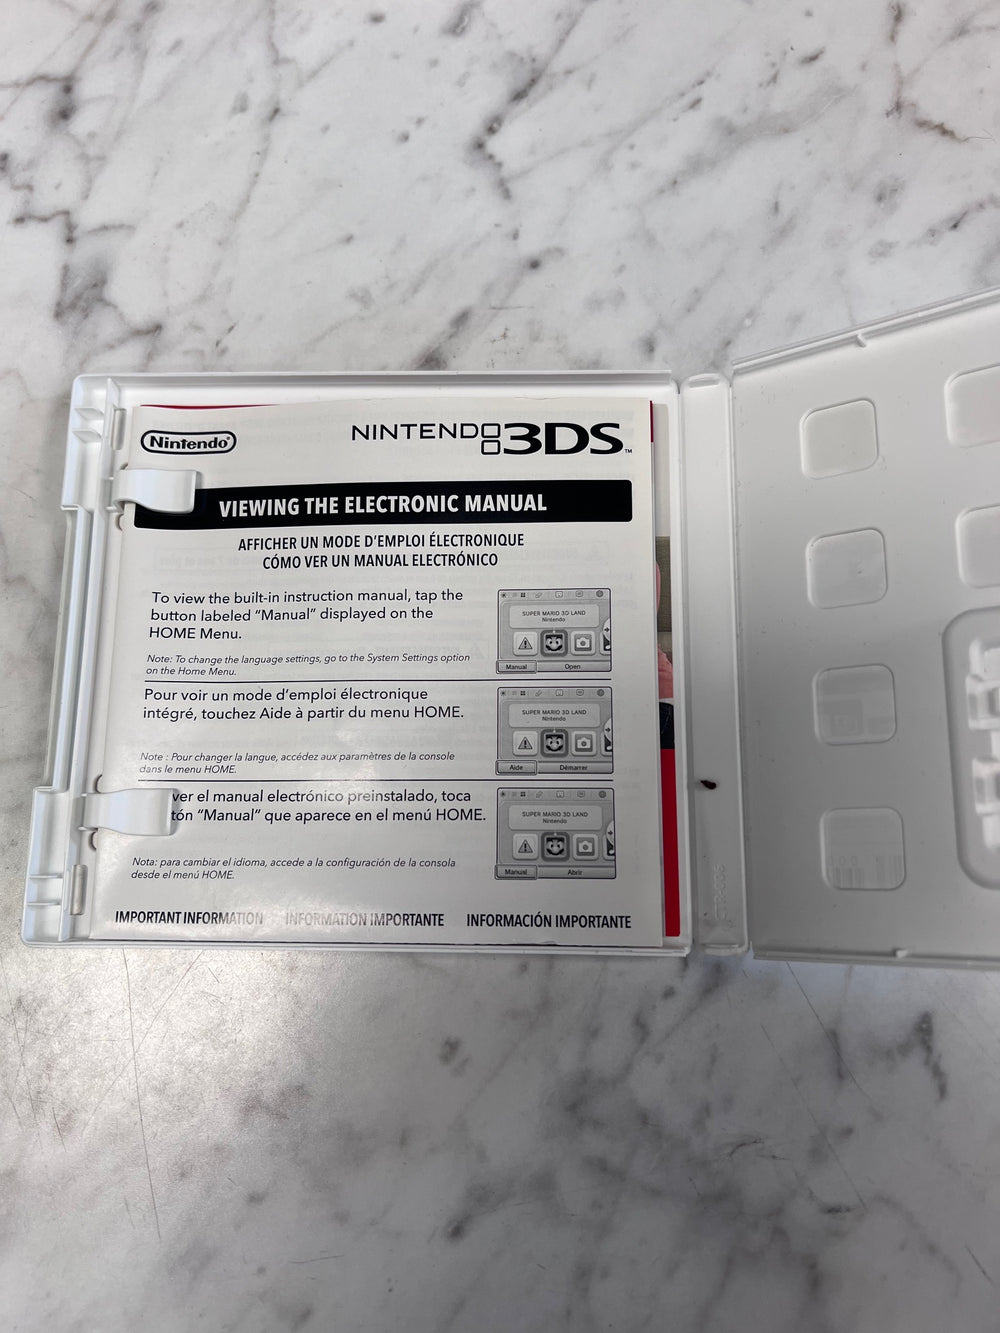 Nintendo®
NINTENDO 3DS™
VIEWING THE ELECTRONIC MANUAL
AFFICHER UN MODE D'EMPLOI ÉLECTRONIQUE
CÓMO VER UN MANUAL ELECTRÓNICO
To view the built-in instruction manual, tap the
button labeled “Manual” displayed on the
HOME Menu.
Note: To change the language settings, go to the System Settings option
on the Home Menu.
SUPER MARIO 3D LAND
Nintendo
Manual Open
Pour voir un mode d'emploi électronique
intégré, touchez Aide à partir du menu HOME.
Note : Pour changer la langue, accédez aux paramètres de la console
dans le menu HOME.
SUPER MARIO 3D LAND
Nintendo
Aide Démarrer
ver el manual electrónico preinstalado, toca
tón “Manual” que aparece en el menú HOME.
Nota: para cambiar el idioma, accede a la configuración de la consola
desde el menú HOME.
SUPER MARIO 3D LAND
Nintendo
Manual Abrir
IMPORTANT INFORMATION INFORMATION IMPORTANTE INFORMACIÓN IMPORTANTE